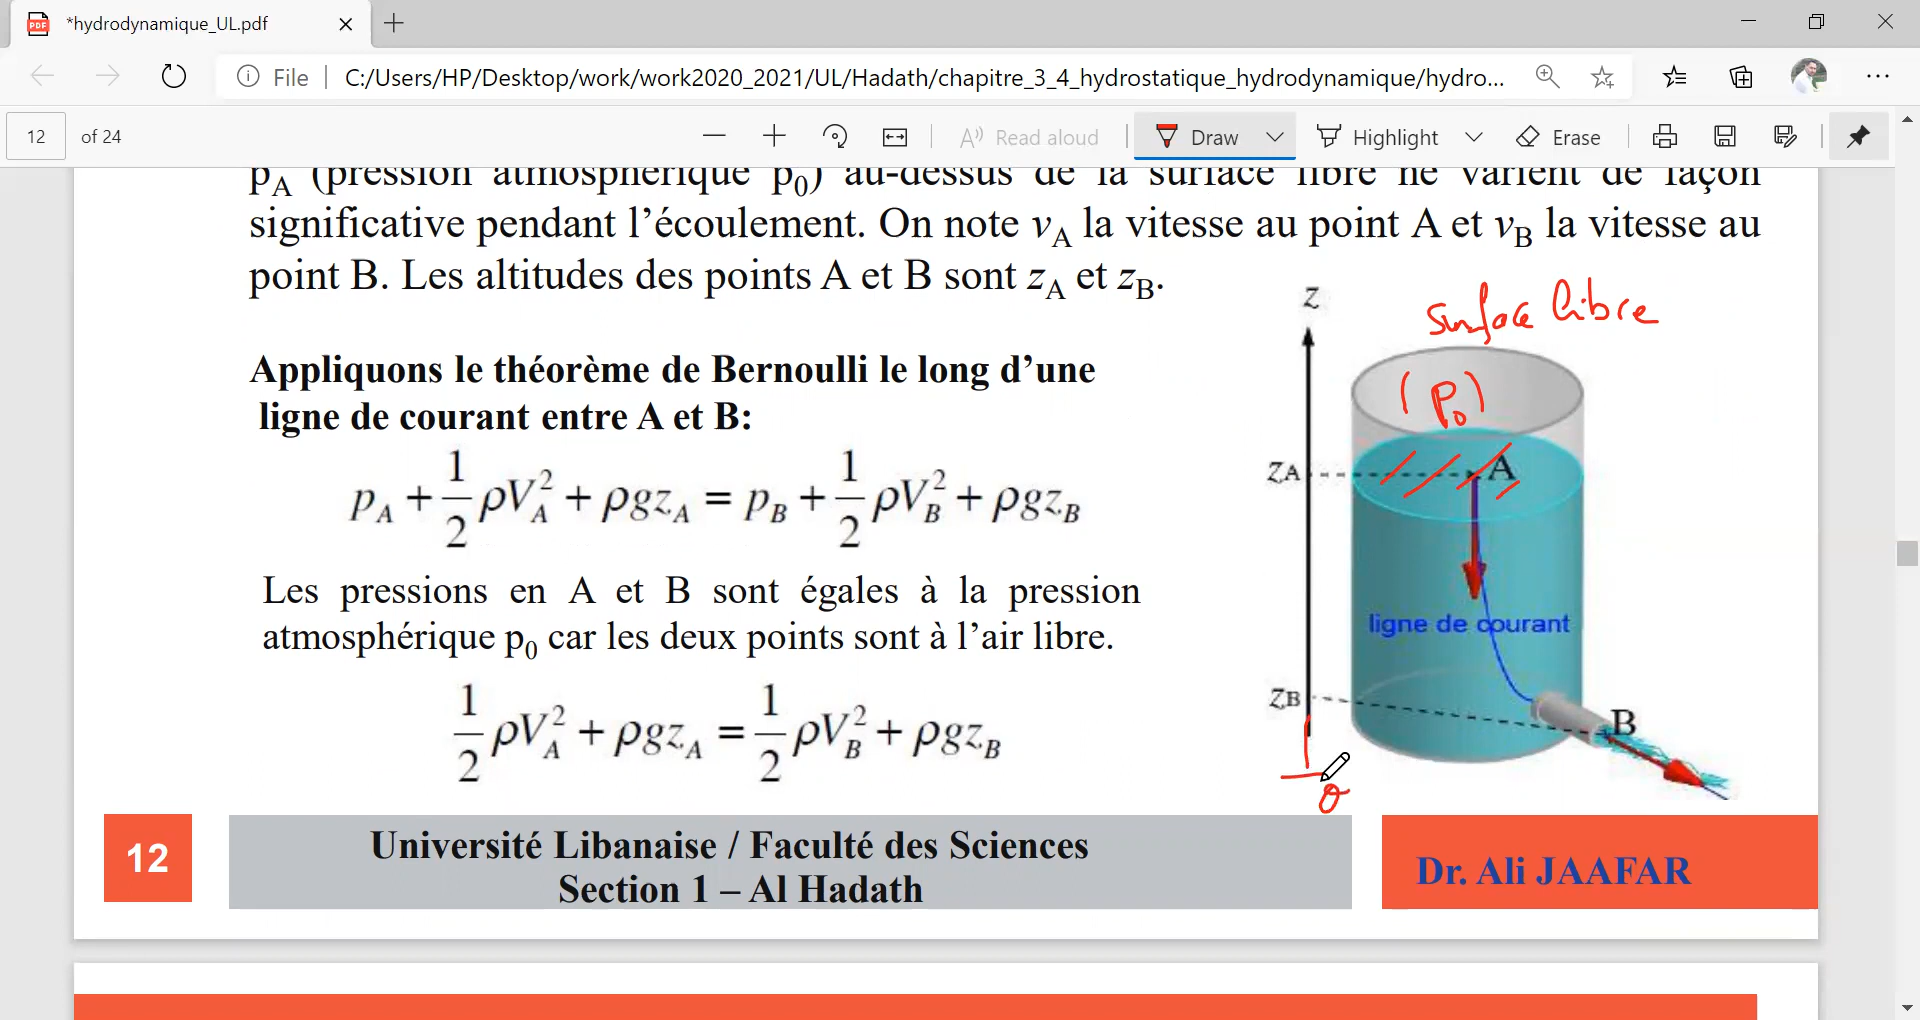 *hydrodynamique_UL.pdf
File
C:/Users/HP/Desktop/work/work2020_2021/UL/Hadath/chapitre_3_4_hydrostatique_hydrodynamique/hydro...
12 of 24
Read aloud
Draw
Highlight
Erase
p_A (pression atmosphérique p_0) au-dessus de la surface libre ne varient de façon
significative pendant l'écoulement. On note v_A la vitesse au point A et v_B la vitesse au
point B. Les altitudes des points A et B sont z_A et z_B.
Appliquons le théorème de Bernoulli le long d'une
ligne de courant entre A et B:
p_A + 1/2 ρV_A^2 + ρgz_A = p_B + 1/2 ρV_B^2 + ρgz_B
Les pressions en A et B sont égales à la pression
atmosphérique p_0 car les deux points sont à l'air libre.
1/2 ρV_A^2 + ρgz_A = 1/2 ρV_B^2 + ρgz_B
z
surface libre
(P_0)
z_A
A
ligne de courant
z_B
B
0
12
Université Libanaise / Faculté des Sciences
Section 1 – Al Hadath
Dr. Ali JAAFAR